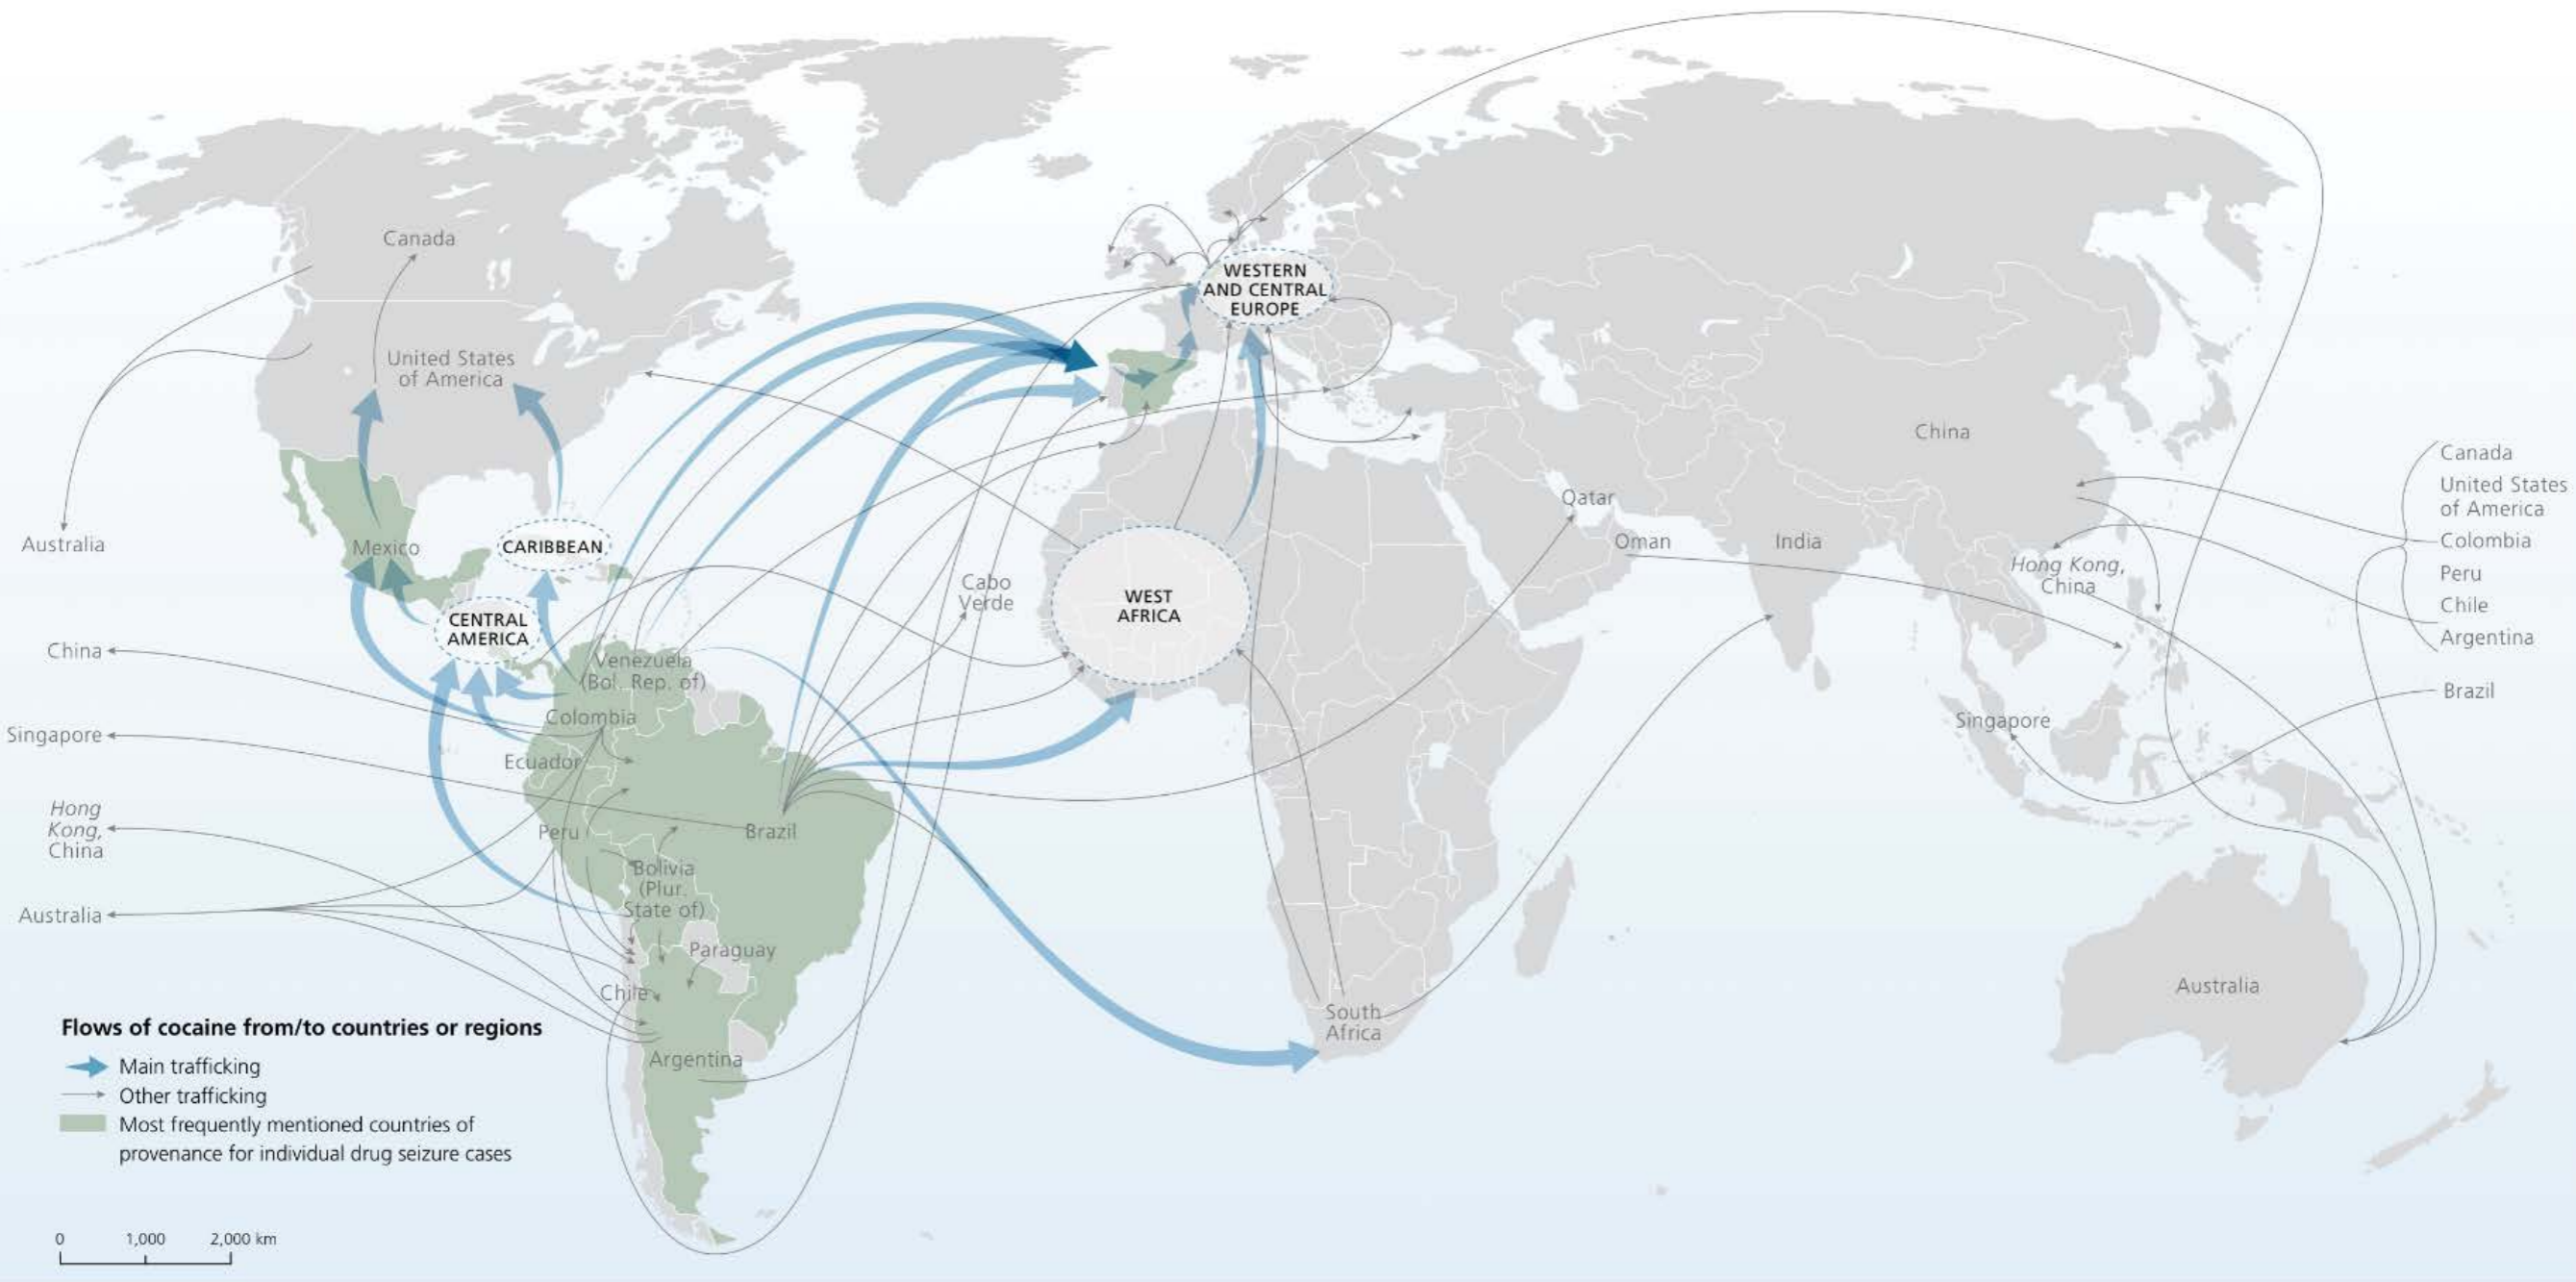 Canada
United States
of America
Australia
Mexico
CARIBBEAN
CENTRAL
AMERICA
China
Singapore
Hong
Kong,
China
Australia
Venezuela
(Bol. Rep. of)
Colombia
Ecuador
Peru
Brazil
Bolivia
(Plur.
State of)
Paraguay
Chile
Argentina
WESTERN
AND CENTRAL
EUROPE
Cabo
Verde
WEST
AFRICA
South
Africa
Qatar
Oman
India
China
Hong Kong,
China
Singapore
Australia
Canada
United States
of America
Colombia
Peru
Chile
Argentina
Brazil
Flows of cocaine from/to countries or regions
Main trafficking
Other trafficking
Most frequently mentioned countries of
provenance for individual drug seizure cases
0 1,000 2,000 km